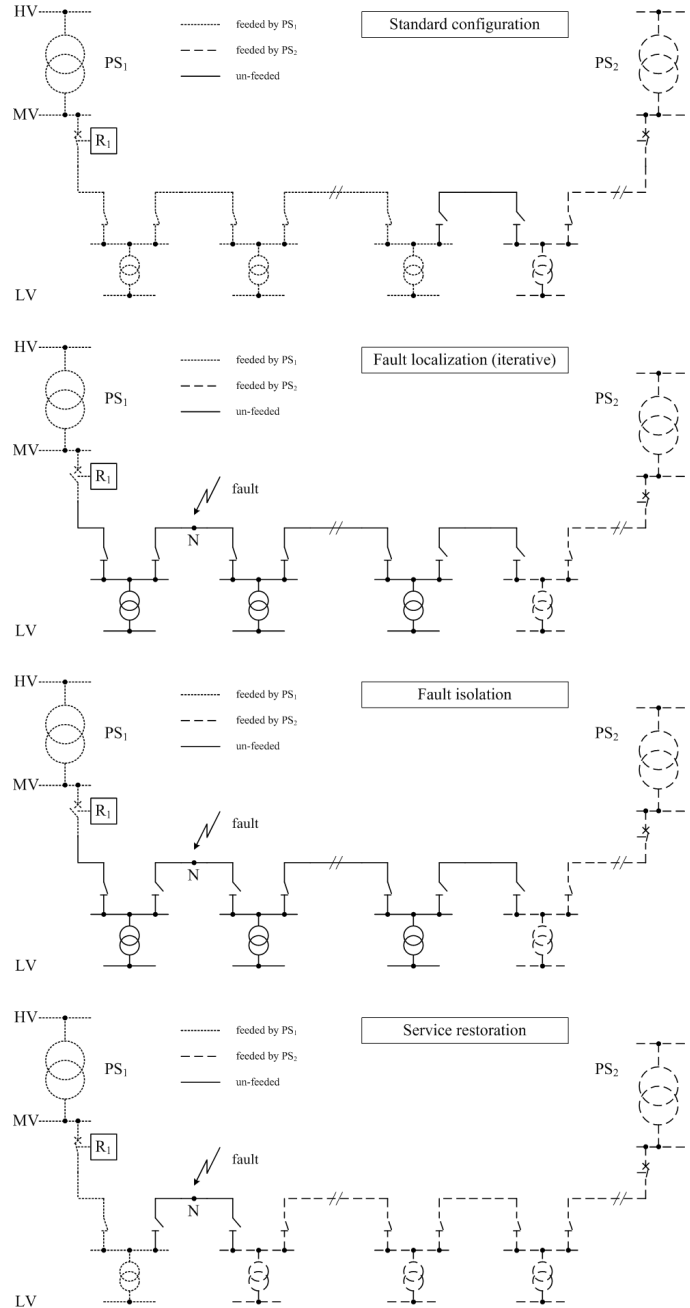 HV
feeded by PS₁
Standard configuration
PS₁
feeded by PS₂
PS₂
un-feeded
MV
R₁
LV
HV
feeded by PS₁
Fault localization (iterative)
PS₁
feeded by PS₂
PS₂
un-feeded
MV
R₁
fault
N
LV
HV
feeded by PS₁
Fault isolation
PS₁
feeded by PS₂
PS₂
un-feeded
MV
R₁
fault
N
LV
HV
feeded by PS₁
Service restoration
PS₁
feeded by PS₂
PS₂
un-feeded
MV
R₁
fault
N
LV